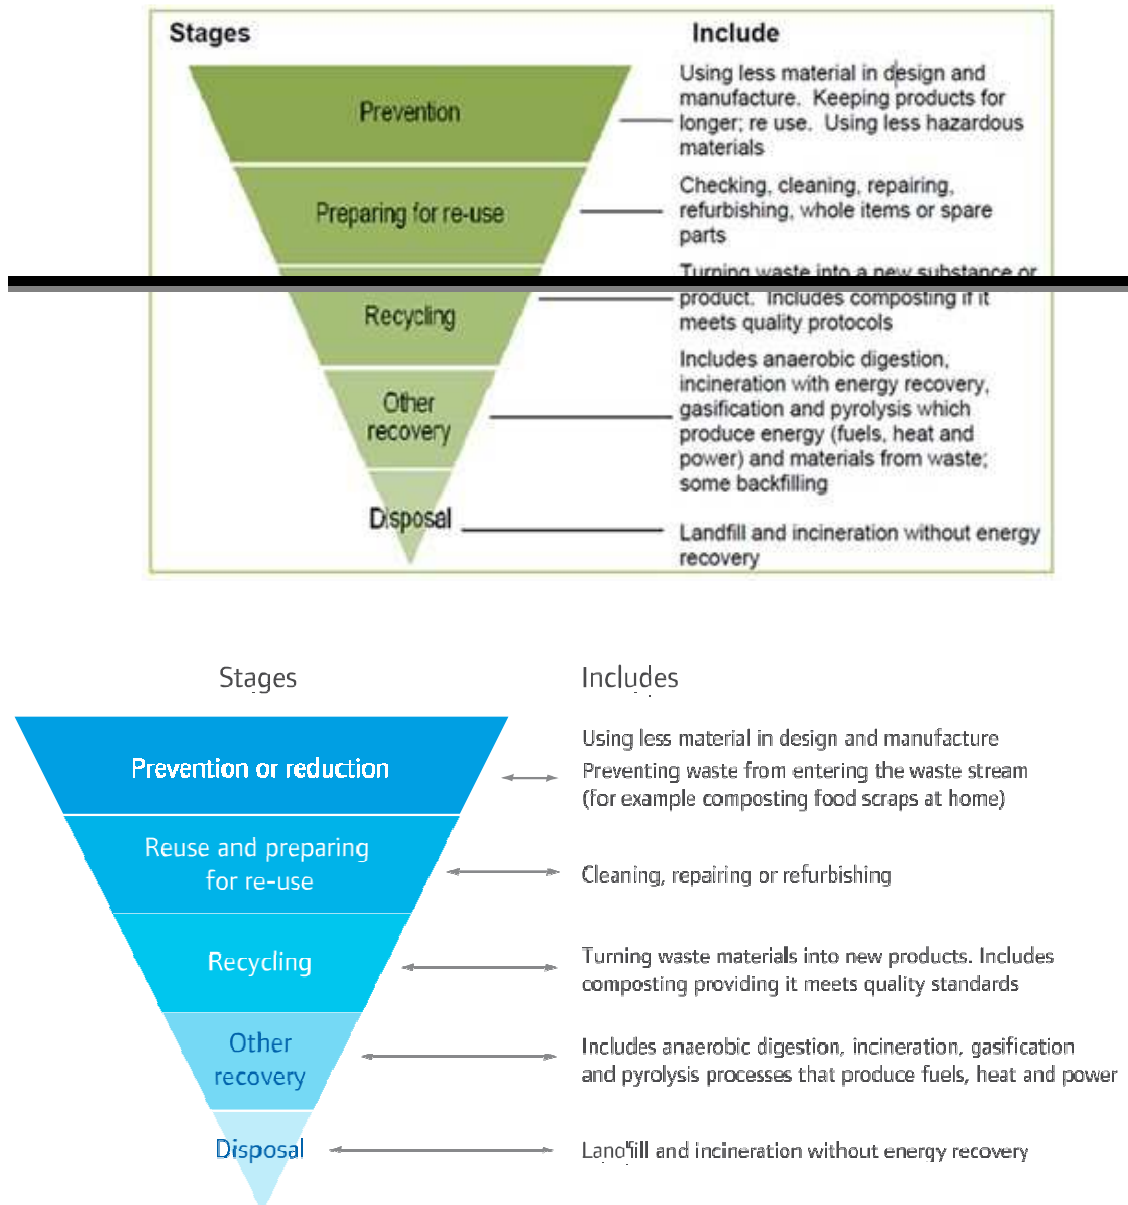 Stages Include
Prevention
Using less material in design and
manufacture. Keeping products for
longer; re use. Using less hazardous
materials
Preparing for re-use
Checking, cleaning, repairing,
refurbishing, whole items or spare
parts
Recycling
Turning waste into a new substance or
product. Includes composting if it
meets quality protocols
Other
recovery
Includes anaerobic digestion,
incineration with energy recovery,
gasification and pyrolysis which
produce energy (fuels, heat and
power) and materials from waste;
some backfilling
Disposal
Landfill and incineration without energy
recovery
Stages Includes
Prevention or reduction
Using less material in design and manufacture
Preventing waste from entering the waste stream
(for example composting food scraps at home)
Reuse and preparing
for re-use
Cleaning, repairing or refurbishing
Recycling
Turning waste materials into new products. Includes
composting providing it meets quality standards
Other
recovery
Includes anaerobic digestion, incineration, gasification
and pyrolysis processes that produce fuels, heat and power
Disposal
Landfill and incineration without energy recovery